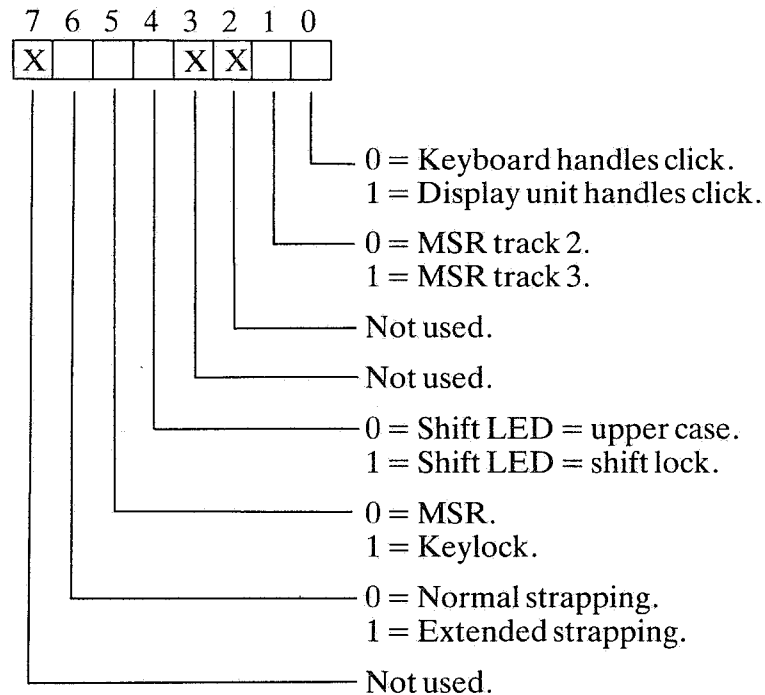 7 6 5 4 3 2 1 0
X X X
0 = Keyboard handles click.
1 = Display unit handles click.
0 = MSR track 2.
1 = MSR track 3.
Not used.
Not used.
0 = Shift LED = upper case.
1 = Shift LED = shift lock.
0 = MSR.
1 = Keylock.
0 = Normal strapping.
1 = Extended strapping.
Not used.